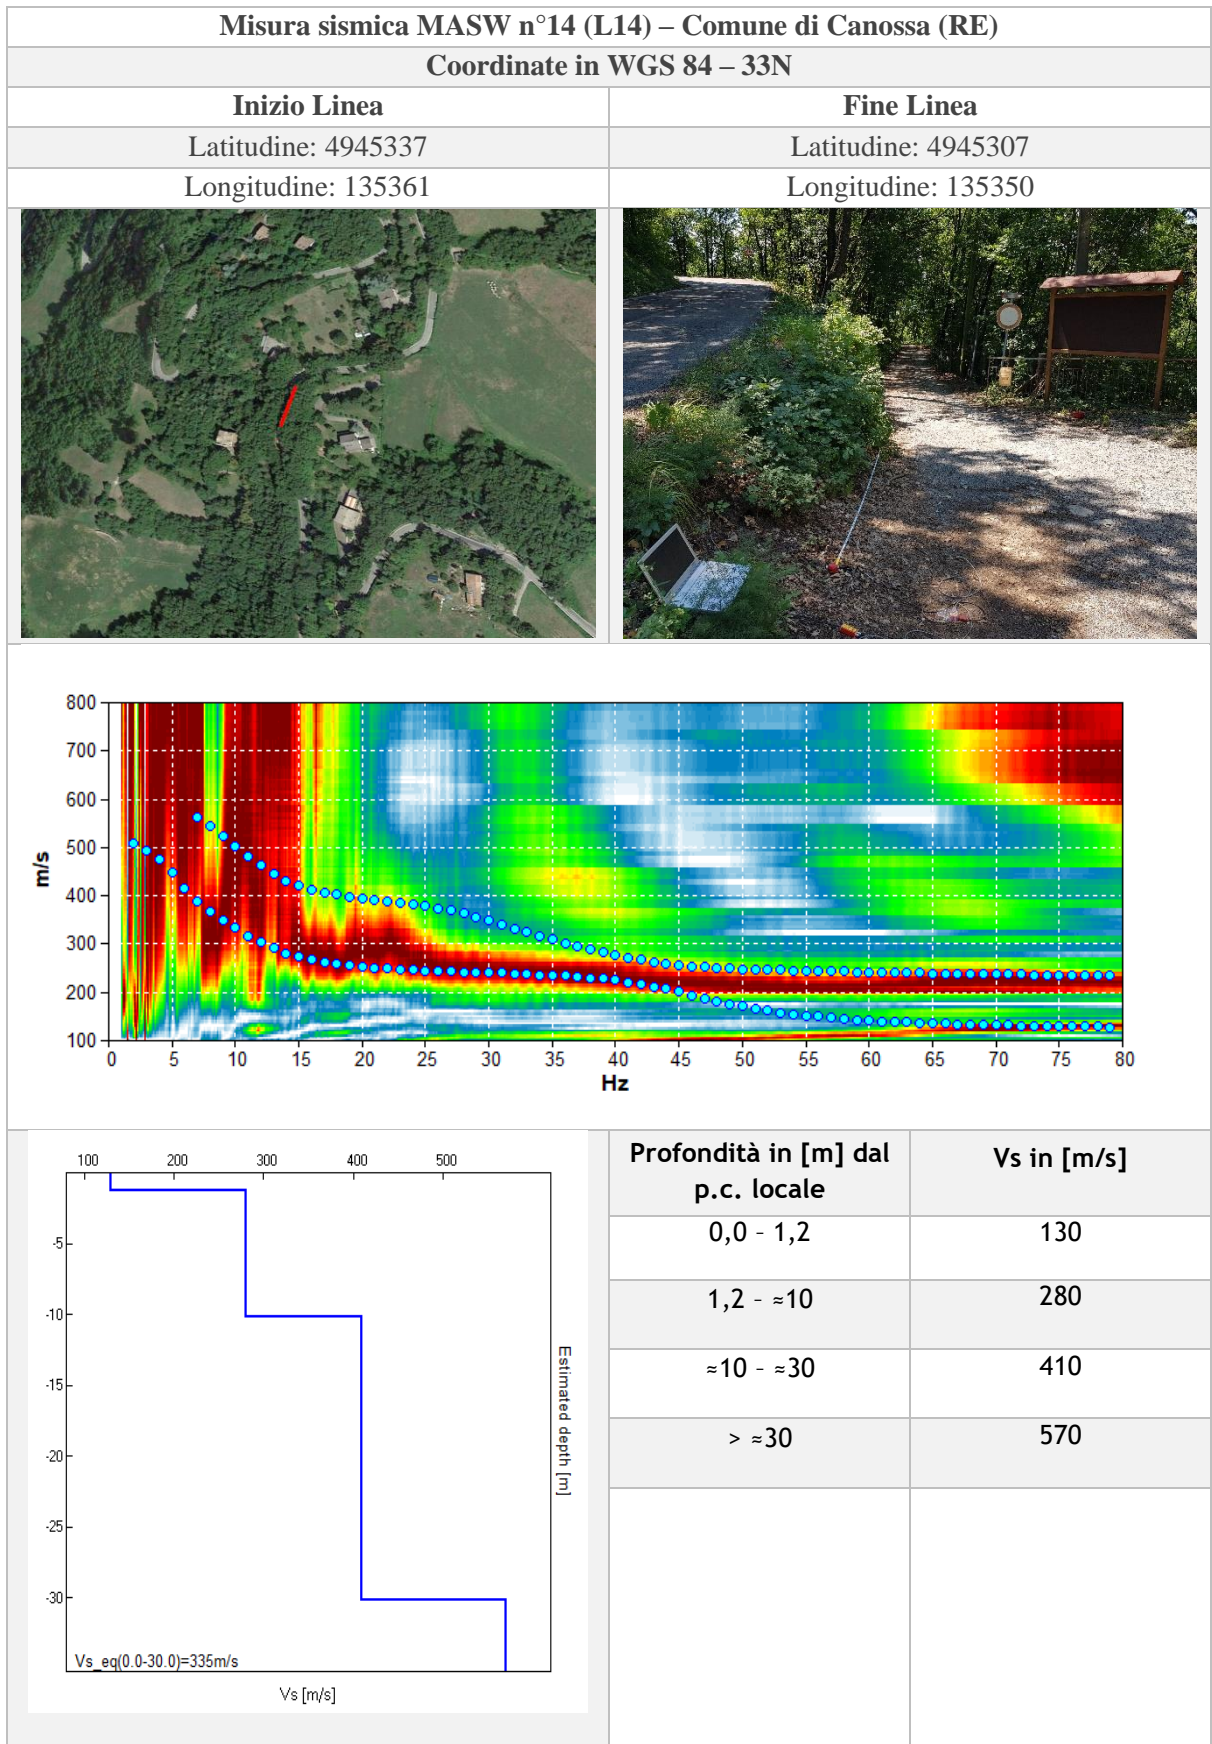 Misura sismica MASW n°14 (L14) – Comune di Canossa (RE)
Coordinate in WGS 84 – 33N
Inizio Linea
Fine Linea
Latitudine: 4945337
Latitudine: 4945307
Longitudine: 135361
Longitudine: 135350
800
700
600
500
400
300
200
100
m/s
0 5 10 15 20 25 30 35 40 45 50 55 60 65 70 75 80
Hz
100 200 300 400 500
-5
-10
-15
-20
-25
-30
Estimated depth [m]
Vs_eq(0.0-30.0)=335m/s
Vs [m/s]
Profondità in [m] dal
p.c. locale
Vs in [m/s]
0,0 – 1,2
130
1,2 – ≈10
280
≈10 – ≈30
410
> ≈30
570